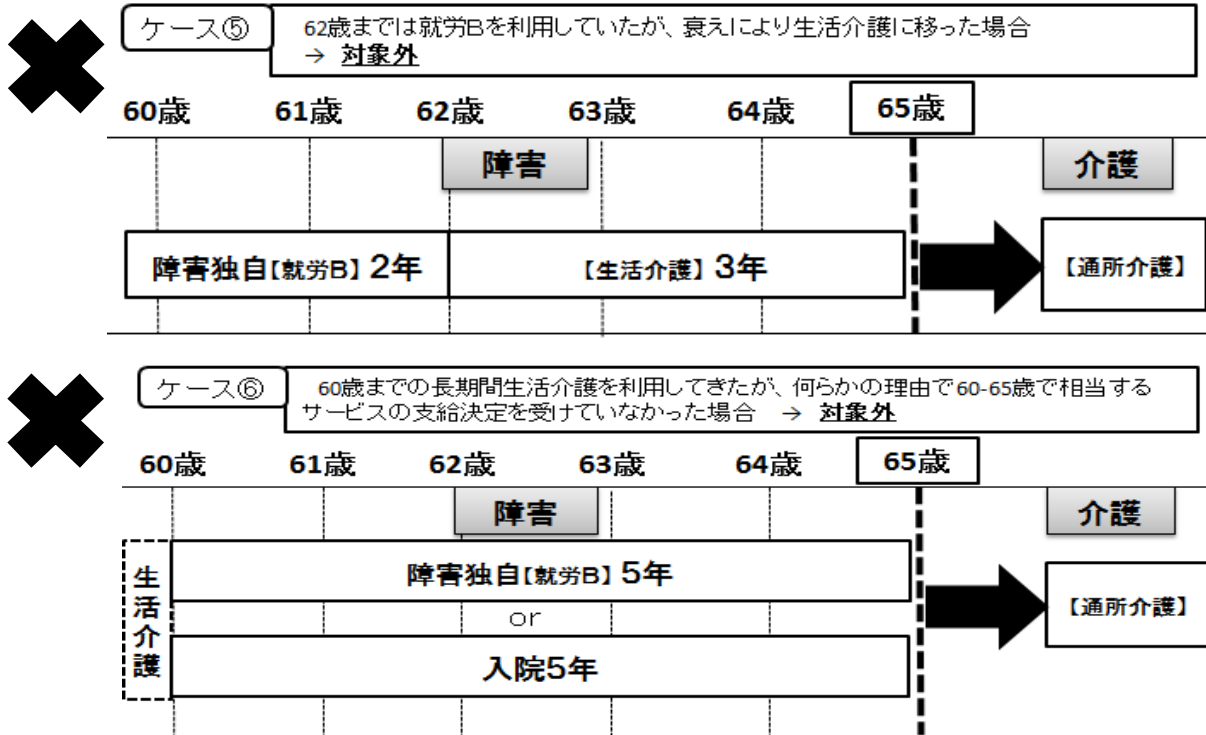 ケース⑤
62歳までは就労Bを利用していたが、衰えにより生活介護に移った場合
→ 対象外
60歳 61歳 62歳 63歳 64歳 65歳
障害 介護
障害独自【就労B】2年 【生活介護】3年 【通所介護】
ケース⑥
60歳までの長期間生活介護を利用してきたが、何らかの理由で60-65歳で相当する
サービスの支給決定を受けていなかった場合 → 対象外
60歳 61歳 62歳 63歳 64歳 65歳
障害 介護
生活介護
障害独自【就労B】5年
or
入院5年
【通所介護】